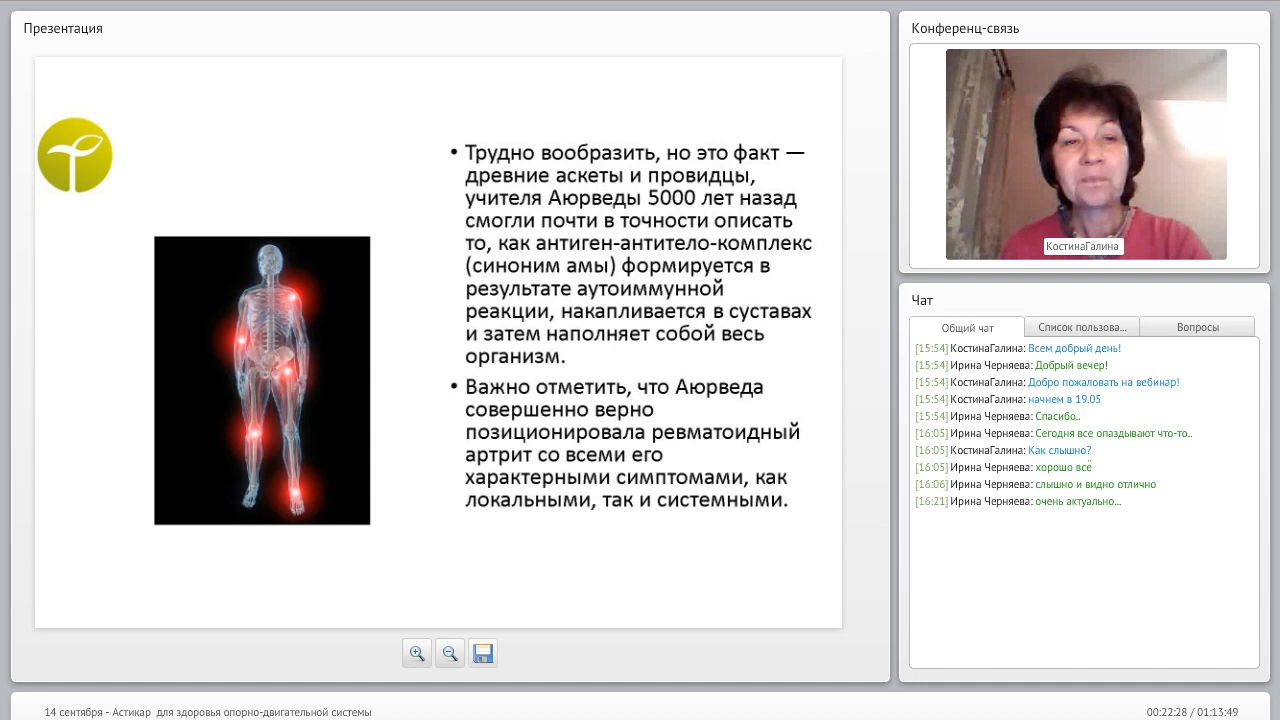 Презентация
• Трудно вообразить, но это факт —
древние аскеты и провидцы,
учителя Аюрведы 5000 лет назад
смогли почти в точности описать
то, как антиген-антитело-комплекс
(синоним амы) формируется в
результате аутоиммунной
реакции, накапливается в суставах
и затем наполняет собой весь
организм.
• Важно отметить, что Аюрведа
совершенно верно
позиционировала ревматоидный
артрит со всеми его
характерными симптомами, как
локальными, так и системными.
Конференц-связь
КостинаГалина
Чат
Общий чат
Список пользова...
Вопросы
[15:54] КостинаГалина: Всем добрый день!
[15:54] Ирина Черняева: Добрый вечер!
[15:54] КостинаГалина: Добро пожаловать на вебинар!
[15:54] КостинаГалина: начнем в 19.05
[15:54] Ирина Черняева: Спасибо..
[16:05] Ирина Черняева: Сегодня все опаздывают что-то..
[16:05] КостинаГалина: Как слышно?
[16:05] Ирина Черняева: хорошо всё
[16:06] Ирина Черняева: слышно и видно отлично
[16:21] Ирина Черняева: очень актуально...
14 сентября - Астикар для здоровья опорно-двигательной системы
00:22:28 / 01:13:49